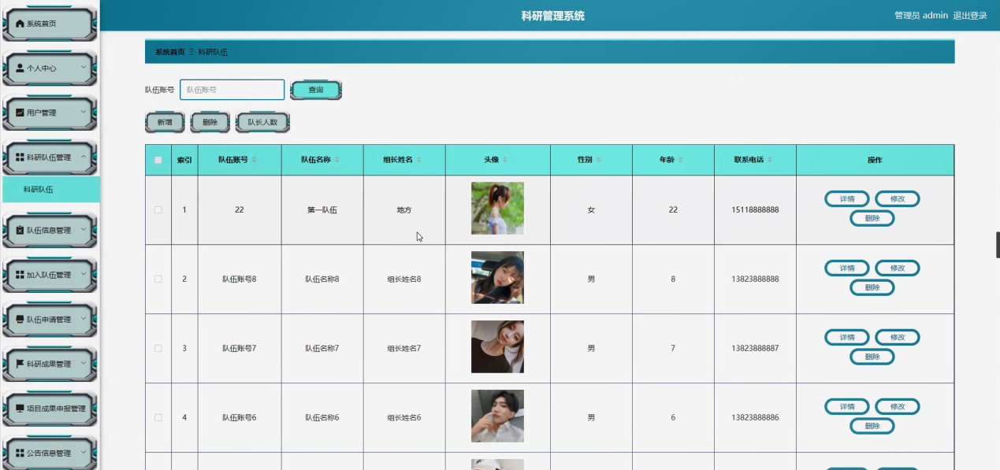 科研管理系统
管理员 admin 退出登录
系统首页
个人中心
用户管理
科研队伍管理
科研队伍
队伍信息管理
加入队伍管理
队伍申请管理
科研成果管理
项目成果申报管理
公告信息管理
系统首页 Ξ 科研队伍
队伍账号 队伍账号 查询
新增 删除 队长人数
索引 队伍账号 队伍名称 组长姓名 头像 性别 年龄 联系电话 操作
1 22 第一队伍 地方 女 22 15118888888 详情 修改
删除
2 队伍账号8 队伍名称8 组长姓名8 男 8 13823888888 详情 修改
删除
3 队伍账号7 队伍名称7 组长姓名7 男 7 13823888887 详情 修改
删除
4 队伍账号6 队伍名称6 组长姓名6 男 6 13823888886 详情 修改
删除